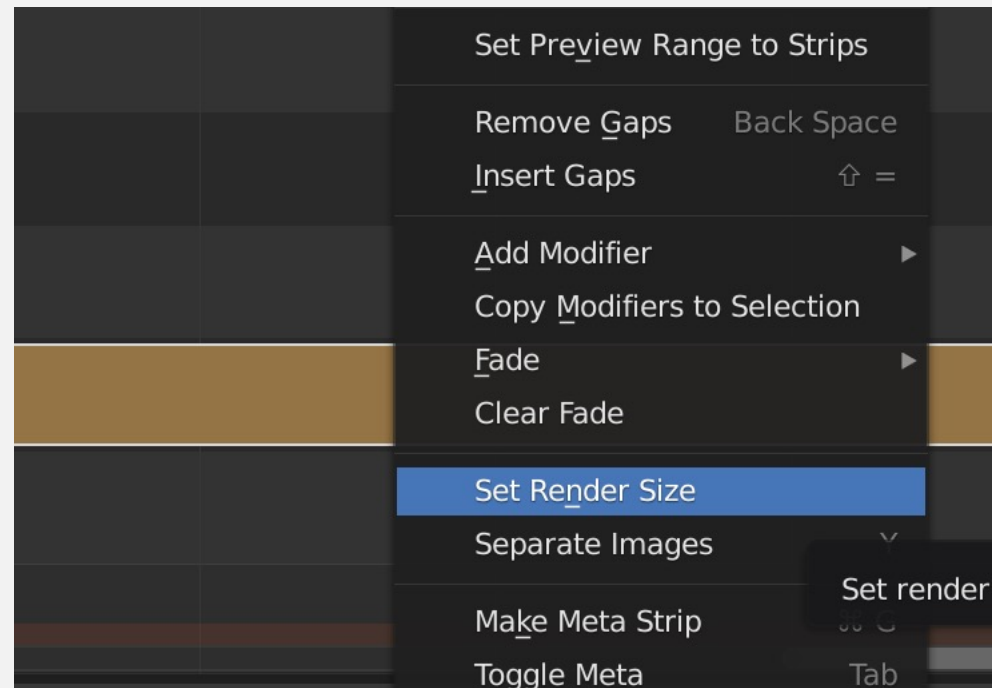 Set Preview Range to Strips
Remove Gaps Back Space
Insert Gaps ⇧ =
Add Modifier ▶
Copy Modifiers to Selection
Fade ▶
Clear Fade
Set Render Size
Separate Images Y
Set render
Make Meta Strip ⌘ G
Toggle Meta Tab